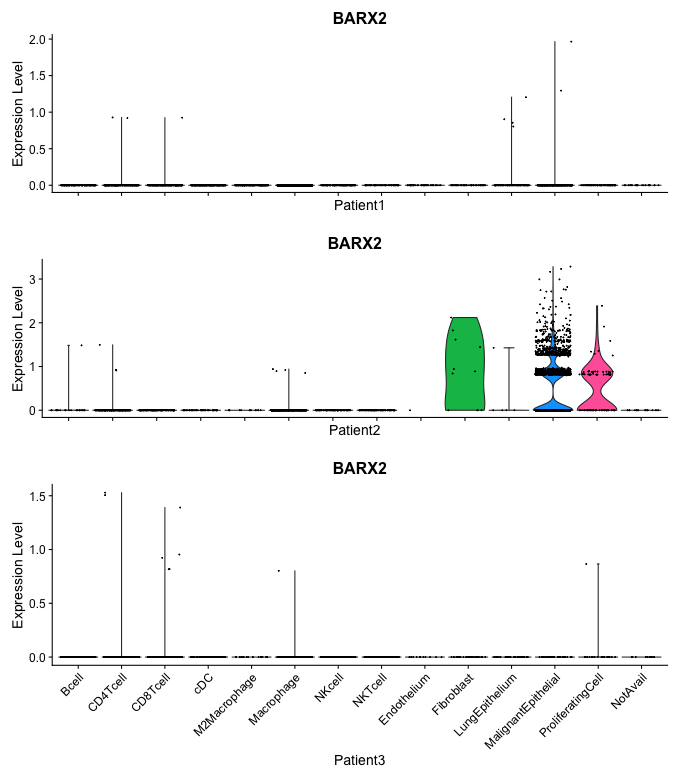 BARX2
Expression Level
2.0
1.5
1.0
0.5
0.0
Patient1
BARX2
Expression Level
3
2
1
0
Patient2
BARX2
Expression Level
1.5
1.0
0.5
0.0
Bcell
CD4Tcell
CD8Tcell
cDC
M2Macrophage
Macrophage
NKcell
NKTcell
Endothelium
Fibroblast
LungEpithelium
MalignantEpithelial
ProliferatingCell
NotAvail
Patient3